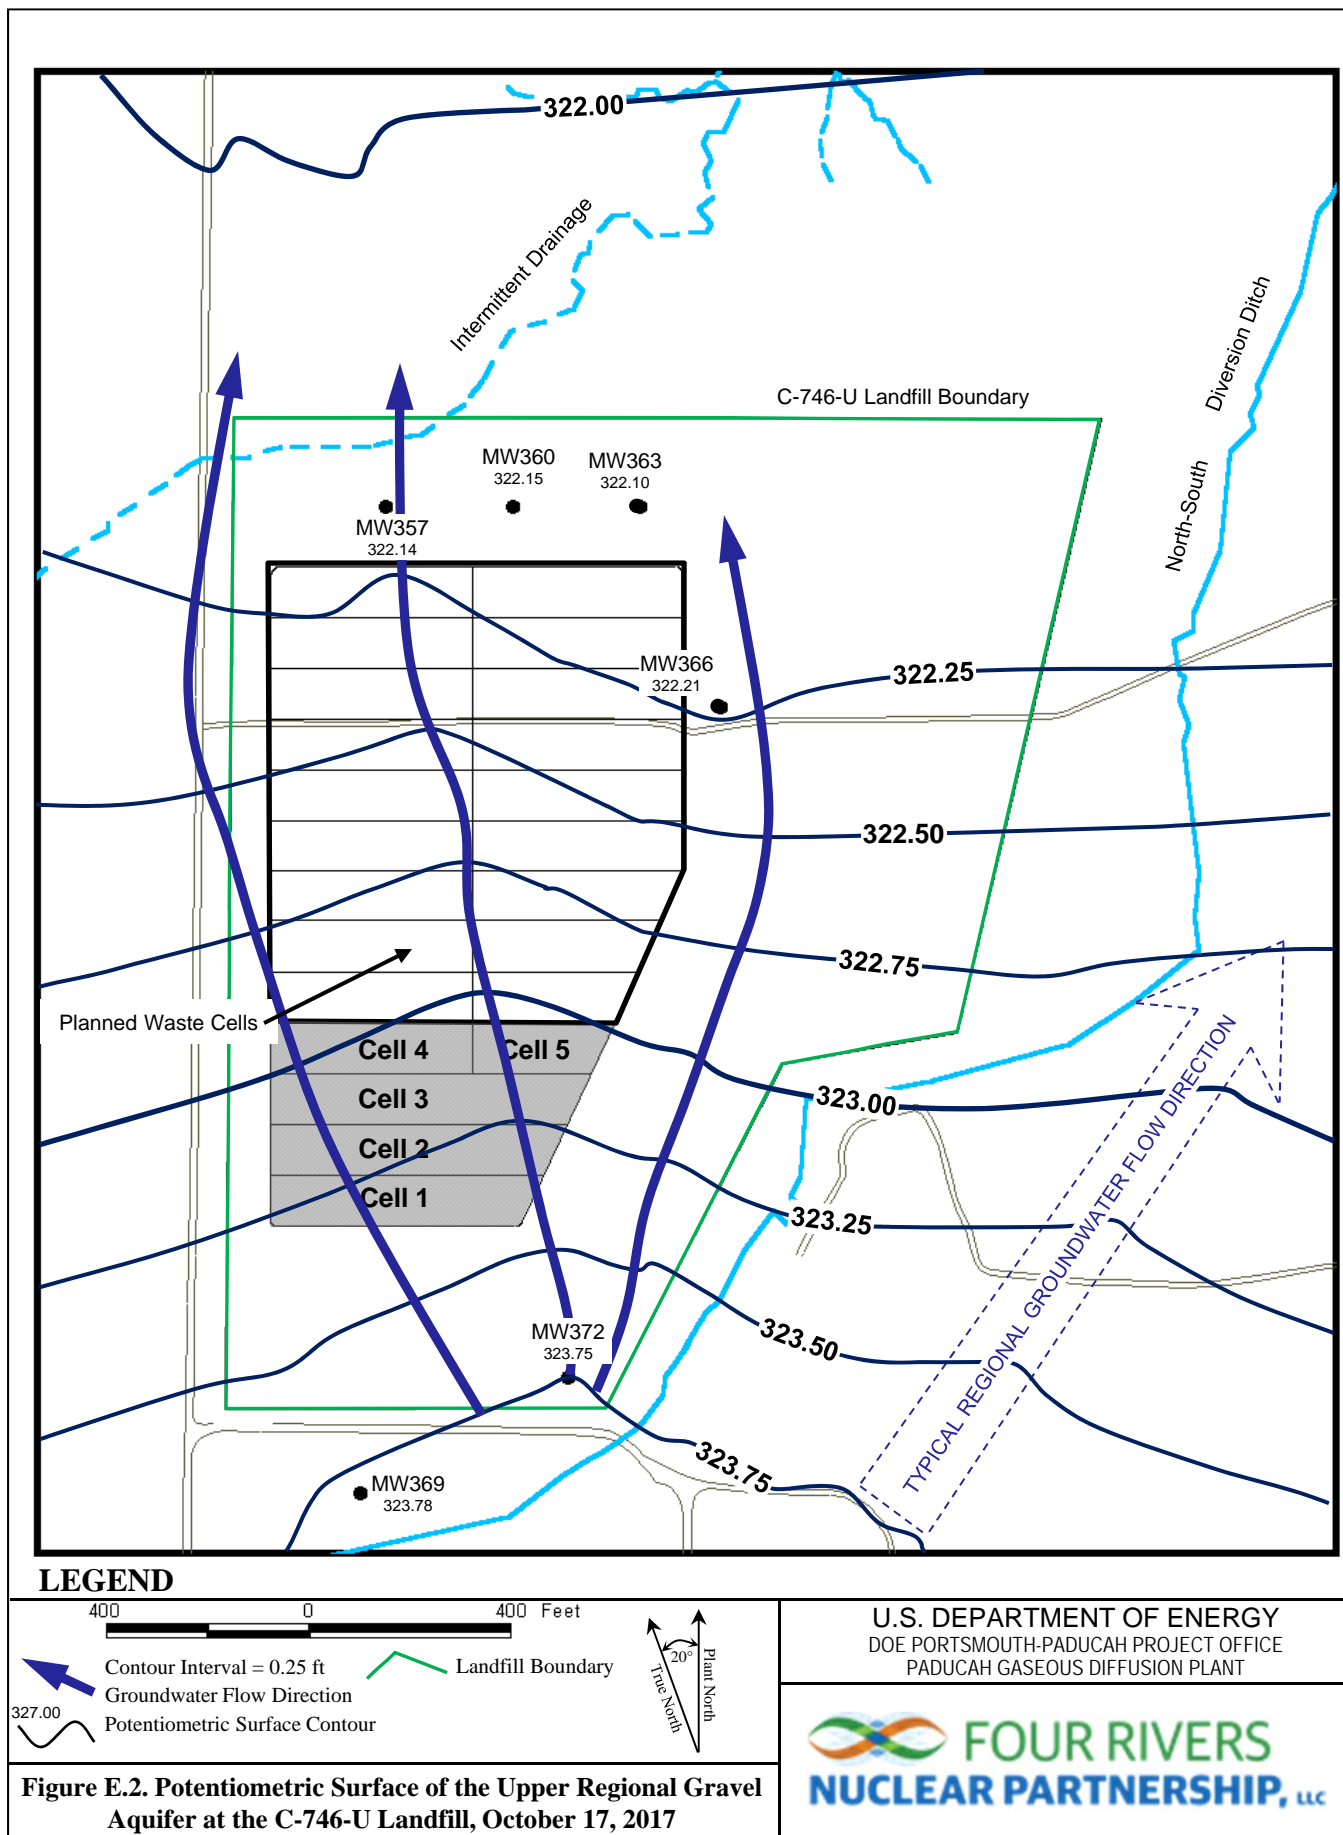 322.00
Intermittent Drainage
North-South Diversion Ditch
C-746-U Landfill Boundary
MW360
322.15
MW363
322.10
MW357
322.14
MW366
322.21
322.25
322.50
322.75
Planned Waste Cells
Cell 4
Cell 5
Cell 3
Cell 2
Cell 1
323.00
323.25
323.50
323.75
TYPICAL REGIONAL GROUNDWATER FLOW DIRECTION
MW372
323.75
MW369
323.78
LEGEND
400 0 400 Feet
Contour Interval = 0.25 ft
Groundwater Flow Direction
327.00
Potentiometric Surface Contour
Landfill Boundary
20°
True North
Plant North
U.S. DEPARTMENT OF ENERGY
DOE PORTSMOUTH-PADUCAH PROJECT OFFICE
PADUCAH GASEOUS DIFFUSION PLANT
FOUR RIVERS
NUCLEAR PARTNERSHIP, LLC
Figure E.2. Potentiometric Surface of the Upper Regional Gravel
Aquifer at the C-746-U Landfill, October 17, 2017